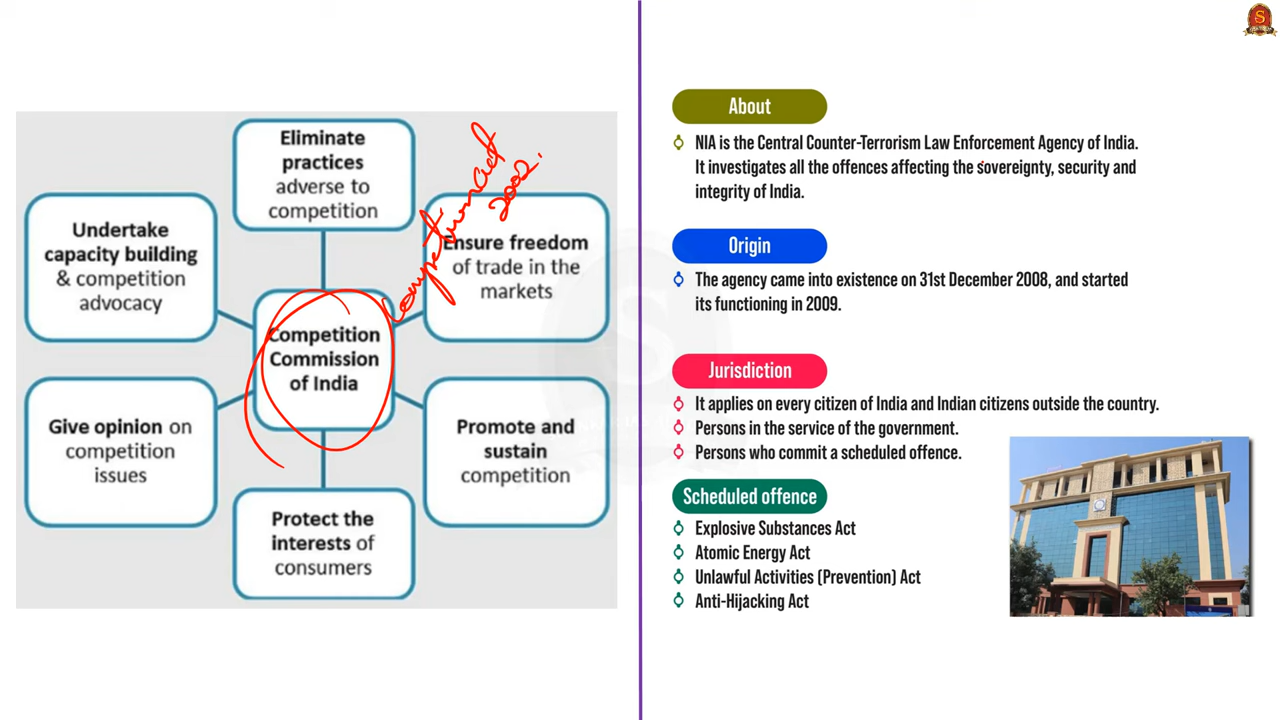 Eliminate
practices
adverse to
competition
Undertake
capacity building
& competition
advocacy
Ensure freedom
of trade in the
markets
Competition
Commission
of India
Give opinion on
competition
issues
Promote and
sustain
competition
Protect the
interests of
consumers
Competition Act
2002.
About
NIA is the Central Counter-Terrorism Law Enforcement Agency of India.
It investigates all the offences affecting the sovereignty, security and
integrity of India.
Origin
The agency came into existence on 31st December 2008, and started
its functioning in 2009.
Jurisdiction
It applies on every citizen of India and Indian citizens outside the country.
Persons in the service of the government.
Persons who commit a scheduled offence.
Scheduled offence
Explosive Substances Act
Atomic Energy Act
Unlawful Activities (Prevention) Act
Anti-Hijacking Act